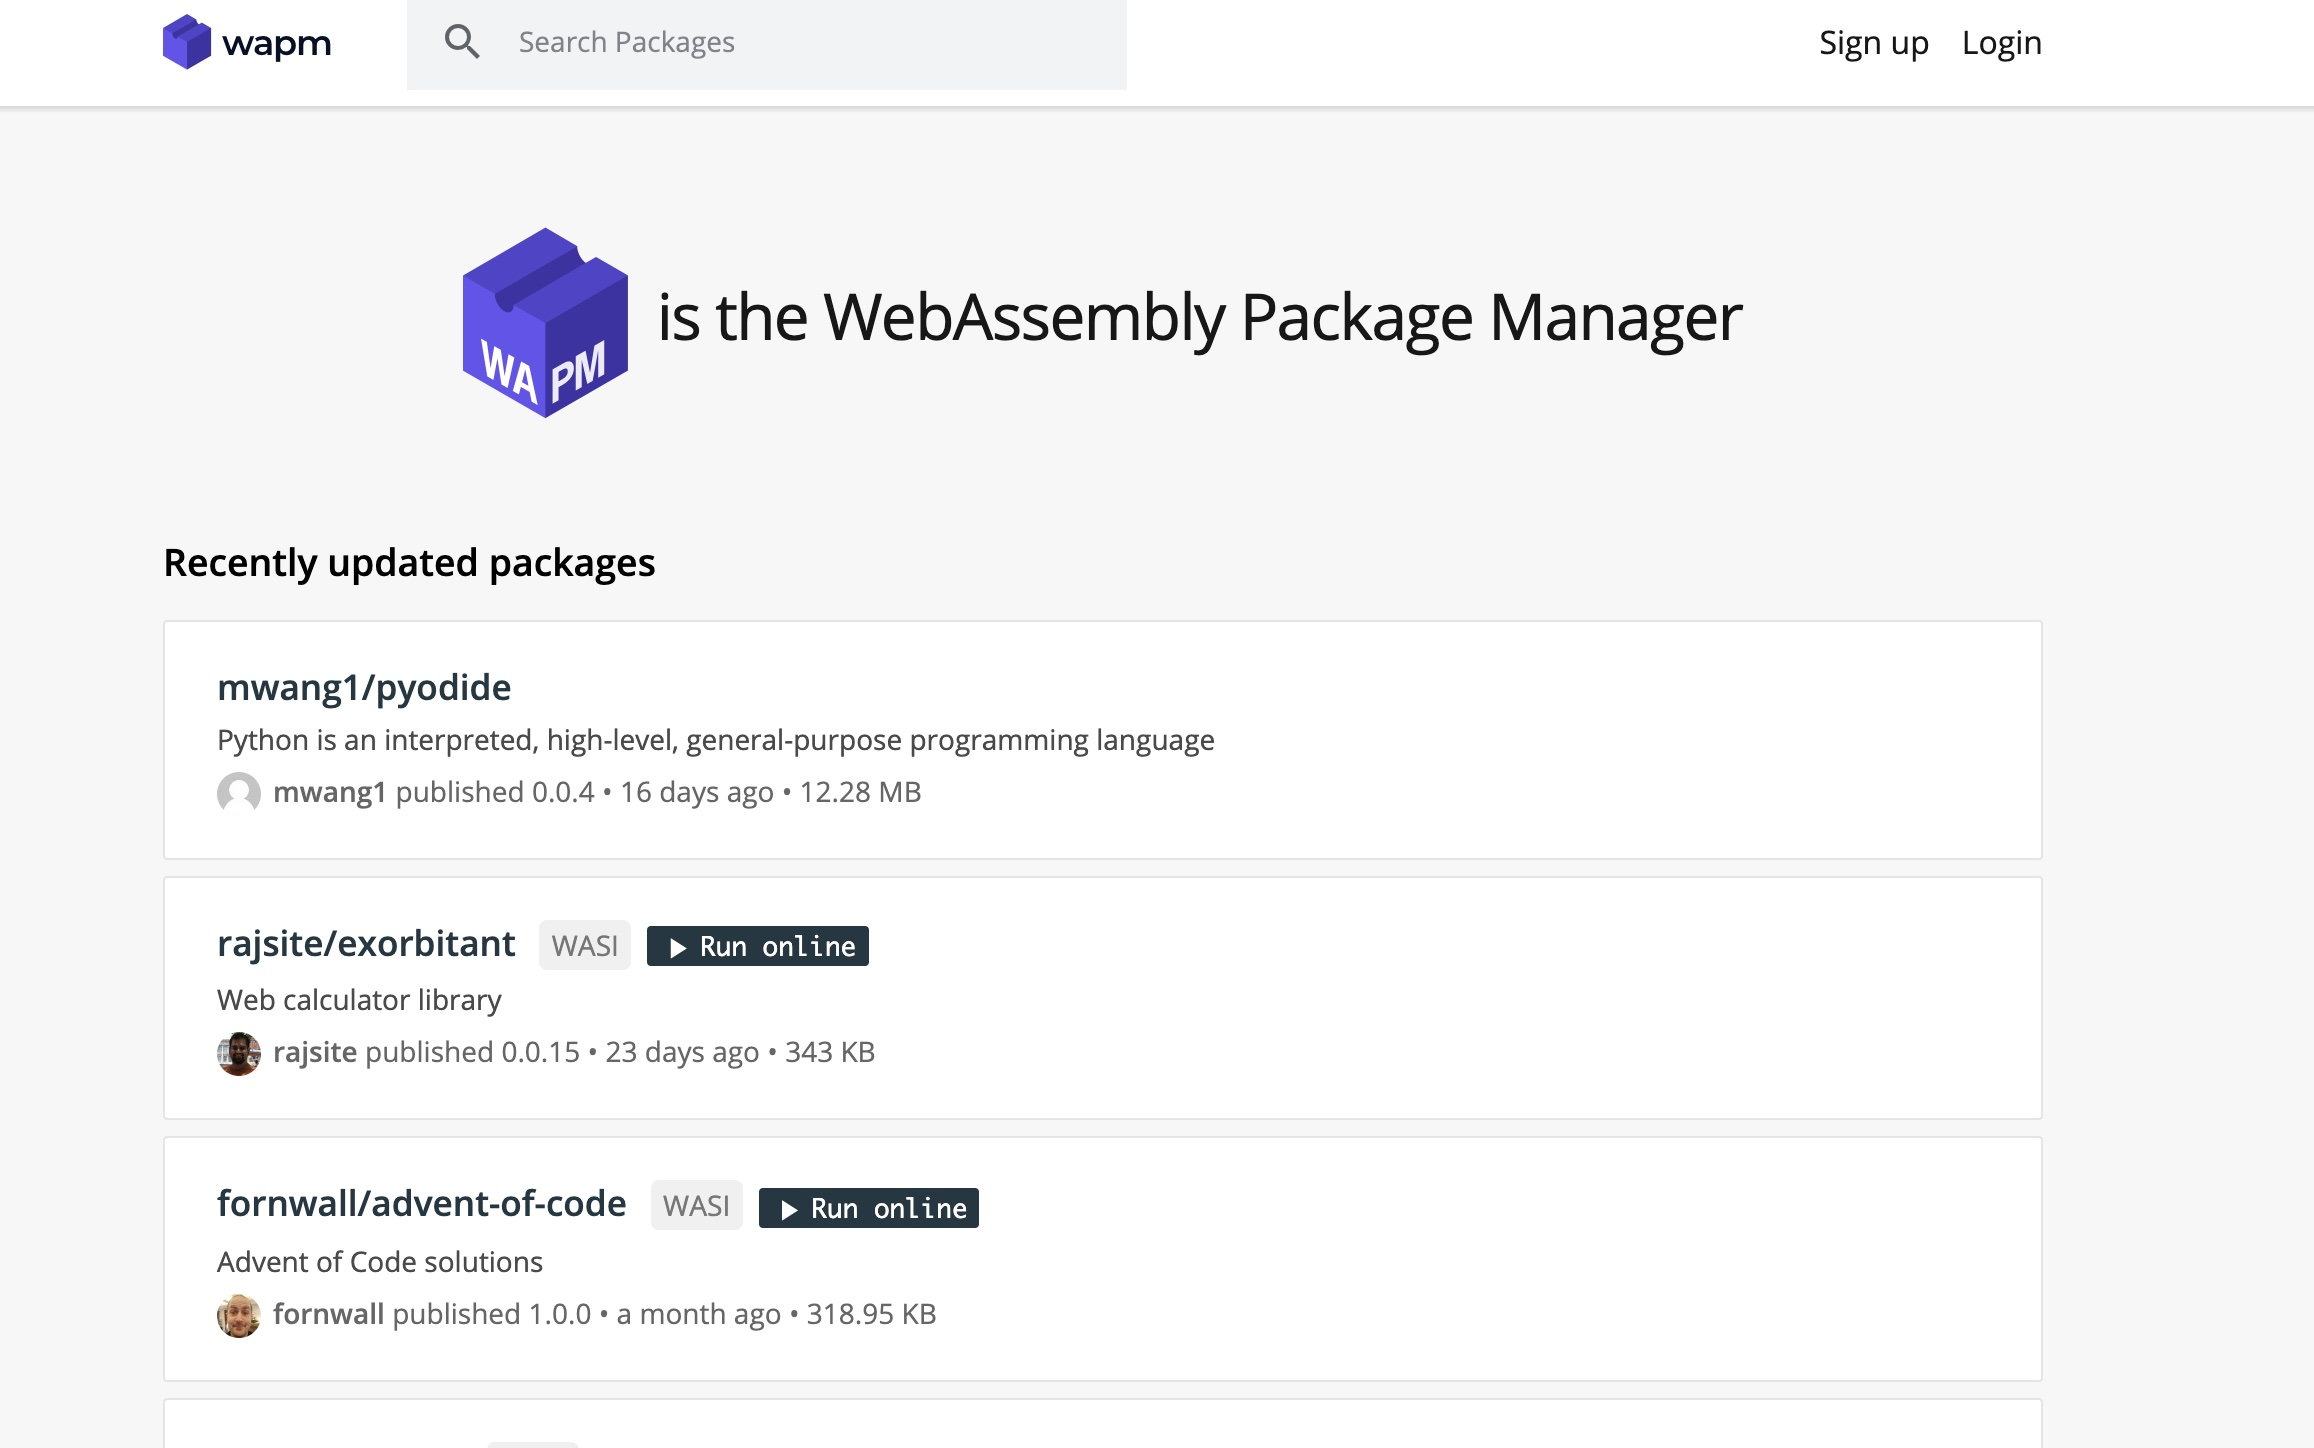 wapm
Search Packages
Sign up
Login
WAPM
is the WebAssembly Package Manager
Recently updated packages
mwang1/pyodide
Python is an interpreted, high-level, general-purpose programming language
mwang1 published 0.0.4 • 16 days ago • 12.28 MB
rajsite/exorbitant WASI Run online
Web calculator library
rajsite published 0.0.15 • 23 days ago • 343 KB
fornwall/advent-of-code WASI Run online
Advent of Code solutions
fornwall published 1.0.0 • a month ago • 318.95 KB